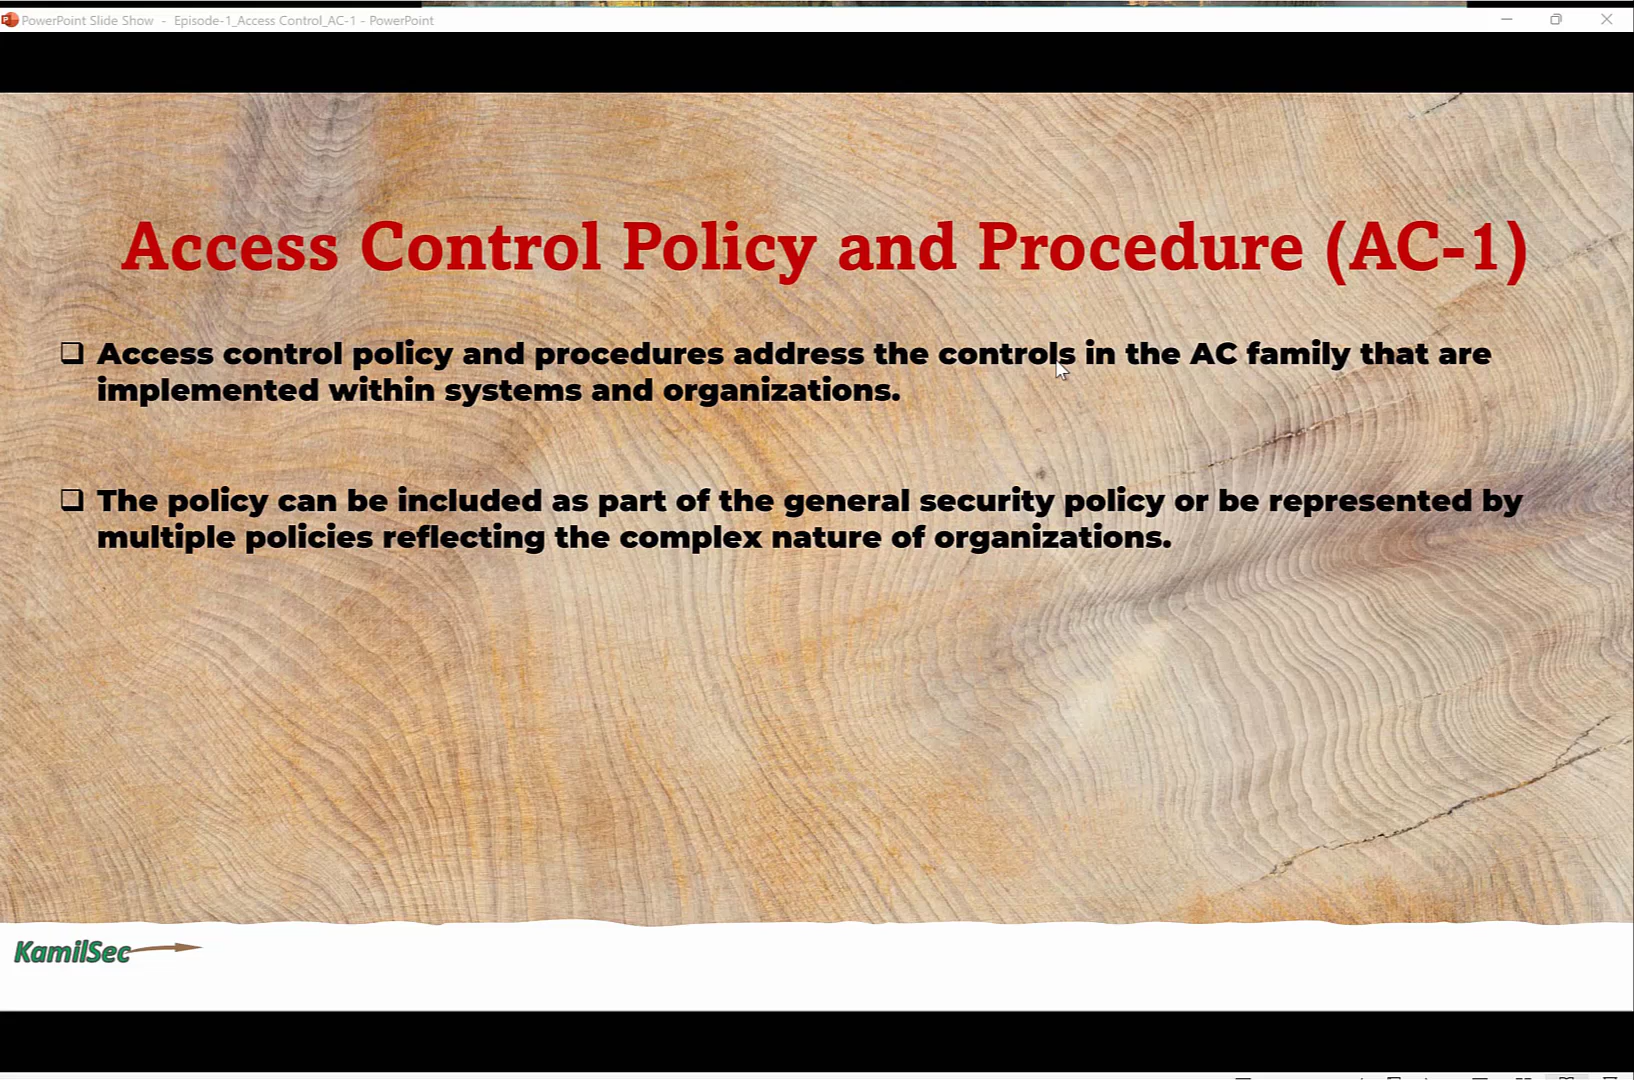 PowerPoint Slide Show - Episode-1_Access Control_AC-1 - PowerPoint
Access Control Policy and Procedure (AC-1)
❑ Access control policy and procedures address the controls in the AC family that are
implemented within systems and organizations.
❑ The policy can be included as part of the general security policy or be represented by
multiple policies reflecting the complex nature of organizations.
KamilSec